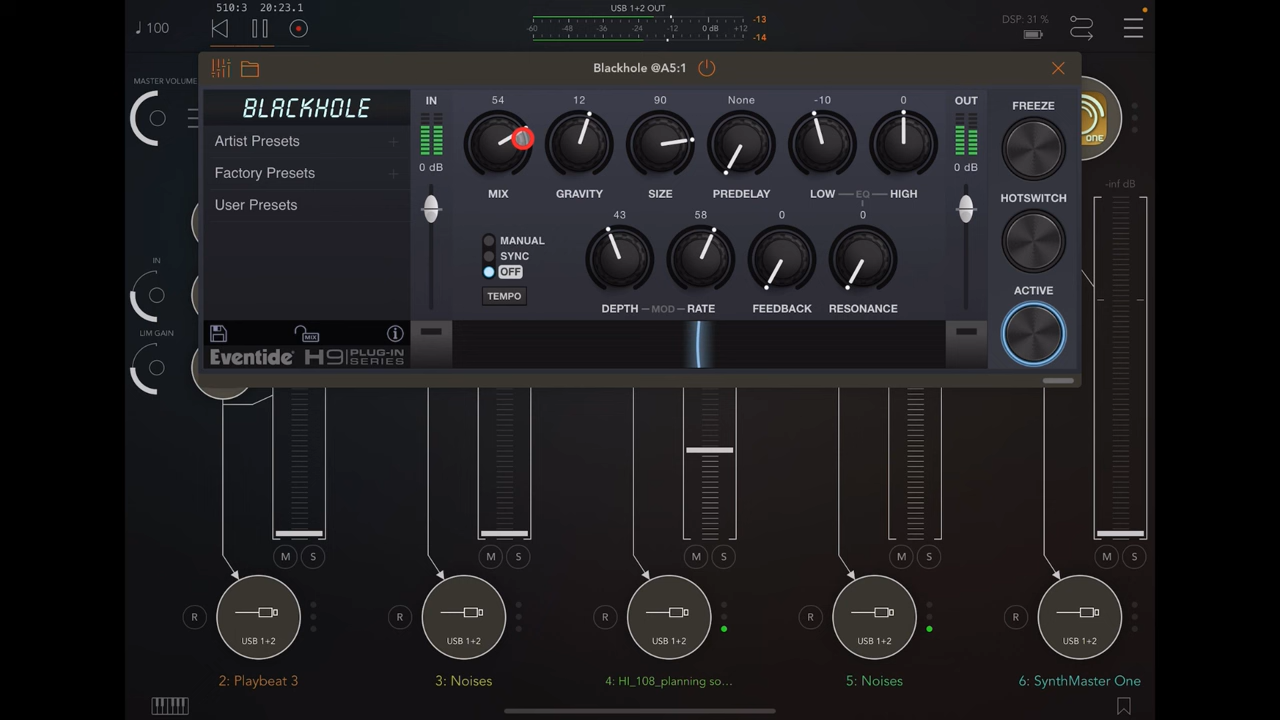 510:3 20:23.1
♩ 100
USB 1+2 OUT
-60 -48 -36 -24 -12 0 dB +12
-13
-14
DSP: 31 %
Blackhole @A5:1
MASTER VOLUME
IN
LIM GAIN
BLACKHOLE
Artist Presets +
Factory Presets +
User Presets
MIX
Eventide® H9 PLUG-IN SERIES
IN
0 dB
54 12 90 None -10 0
MIX GRAVITY SIZE PREDELAY LOW EQ HIGH
MANUAL
SYNC
OFF
TEMPO
43 58 0 0
DEPTH MOD RATE FEEDBACK RESONANCE
OUT
0 dB
FREEZE
HOTSWITCH
ACTIVE
ONE
-inf dB
M S M S M S M S M S
R R R R R
USB 1+2 USB 1+2 USB 1+2 USB 1+2 USB 1+2
2: Playbeat 3 3: Noises 4: HI_108_planning so... 5: Noises 6: SynthMaster One